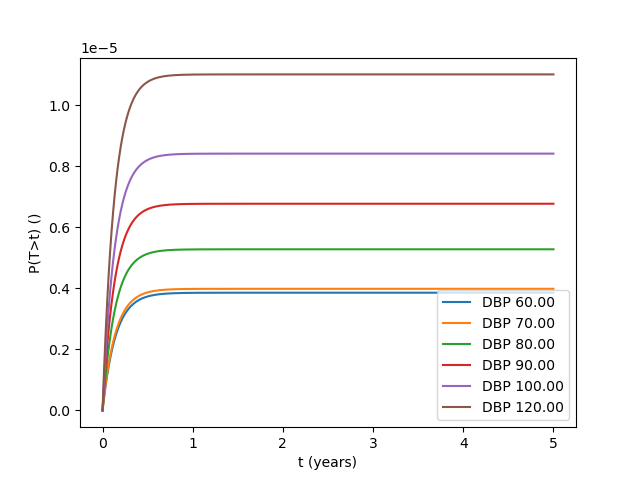 1e−5
1.0
0.8
0.6
0.4
0.2
0.0
P(T>t) ()
DBP 60.00
DBP 70.00
DBP 80.00
DBP 90.00
DBP 100.00
DBP 120.00
0 1 2 3 4 5
t (years)